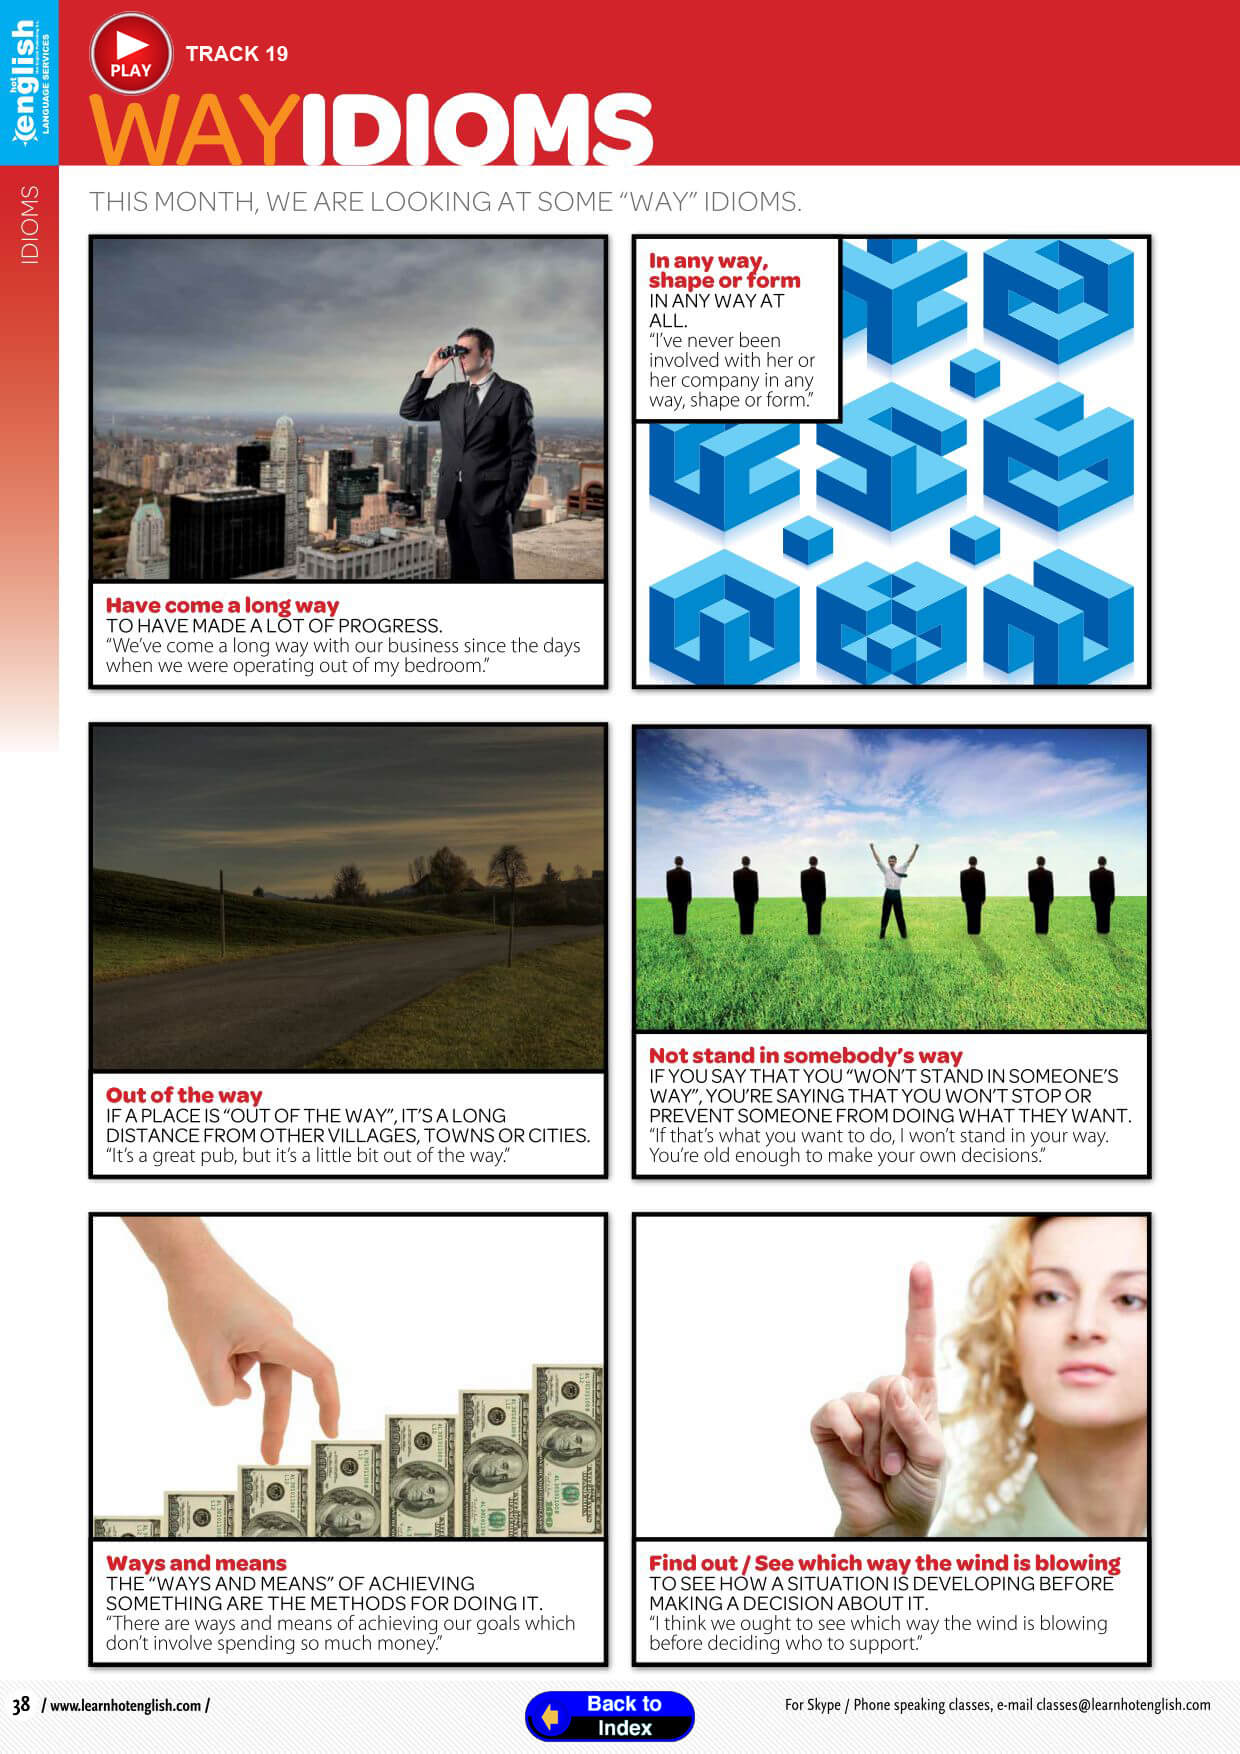 hot
english
LANGUAGE SERVICES
IDIOMS
PLAY
TRACK 19
WAYIDIOMS
THIS MONTH, WE ARE LOOKING AT SOME “WAY” IDIOMS.
Have come a long way
TO HAVE MADE A LOT OF PROGRESS.
“We’ve come a long way with our business since the days
when we were operating out of my bedroom.”
In any way,
shape or form
IN ANY WAY AT
ALL.
“I’ve never been
involved with her or
her company in any
way, shape or form.”
Out of the way
IF A PLACE IS “OUT OF THE WAY”, IT’S A LONG
DISTANCE FROM OTHER VILLAGES, TOWNS OR CITIES.
“It’s a great pub, but it’s a little bit out of the way.”
Not stand in somebody’s way
IF YOU SAY THAT YOU “WON’T STAND IN SOMEONE’S
WAY”, YOU’RE SAYING THAT YOU WON’T STOP OR
PREVENT SOMEONE FROM DOING WHAT THEY WANT.
“If that’s what you want to do, I won’t stand in your way.
You’re old enough to make your own decisions.”
Ways and means
THE “WAYS AND MEANS” OF ACHIEVING
SOMETHING ARE THE METHODS FOR DOING IT.
“There are ways and means of achieving our goals which
don’t involve spending so much money.”
Find out / See which way the wind is blowing
TO SEE HOW A SITUATION IS DEVELOPING BEFORE
MAKING A DECISION ABOUT IT.
“I think we ought to see which way the wind is blowing
before deciding who to support.”
38 / www.learnhotenglish.com /
Back to
Index
For Skype / Phone speaking classes, e-mail classes@learnhotenglish.com